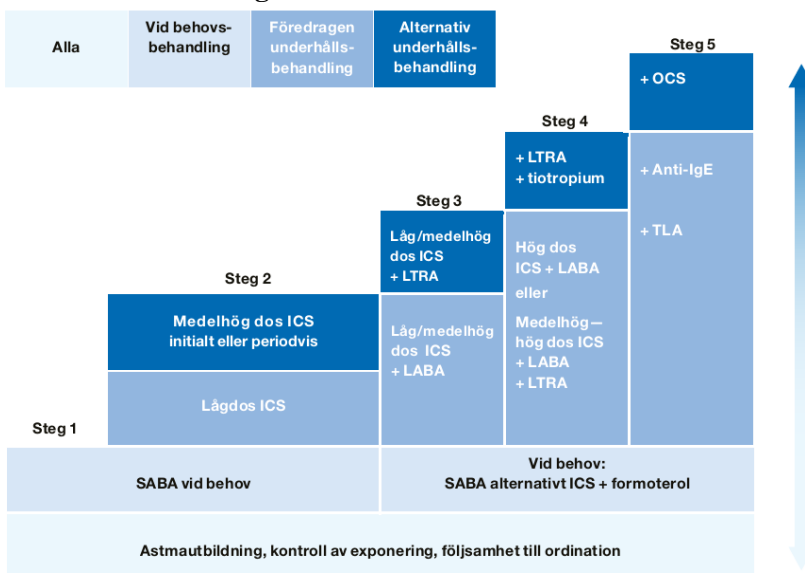 Alla
Vid behovs-
behandling
Föredragen
underhålls-
behandling
Alternativ
underhålls-
behandling
Steg 5
+ OCS
+ Anti-IgE
+ TLA
Steg 4
+ LTRA
+ tiotropium
Hög dos
ICS + LABA
eller
Medelhög—
hög dos ICS
+ LABA
+ LTRA
Steg 3
Låg/medelhög
dos ICS
+ LTRA
Låg/medelhög
dos ICS
+ LABA
Steg 2
Medelhög dos ICS
initialt eller periodvis
Lågdos ICS
Steg 1
SABA vid behov
Vid behov:
SABA alternativt ICS + formoterol
Astmautbildning, kontroll av exponering, följsamhet till ordination